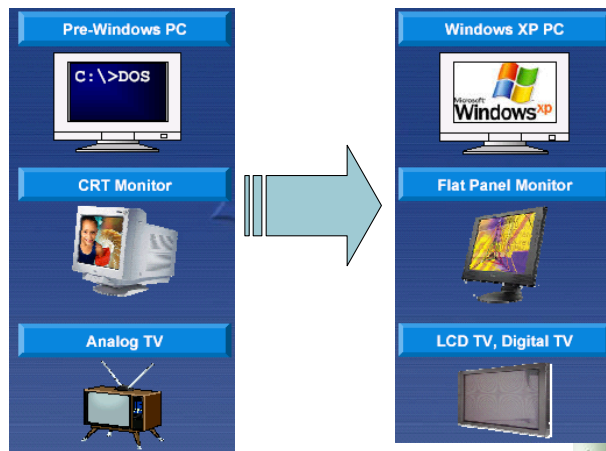 Pre-Windows PC
C:\>DOS
CRT Monitor
Analog TV
Windows XP PC
Microsoft
Windows xp
Flat Panel Monitor
LCD TV, Digital TV